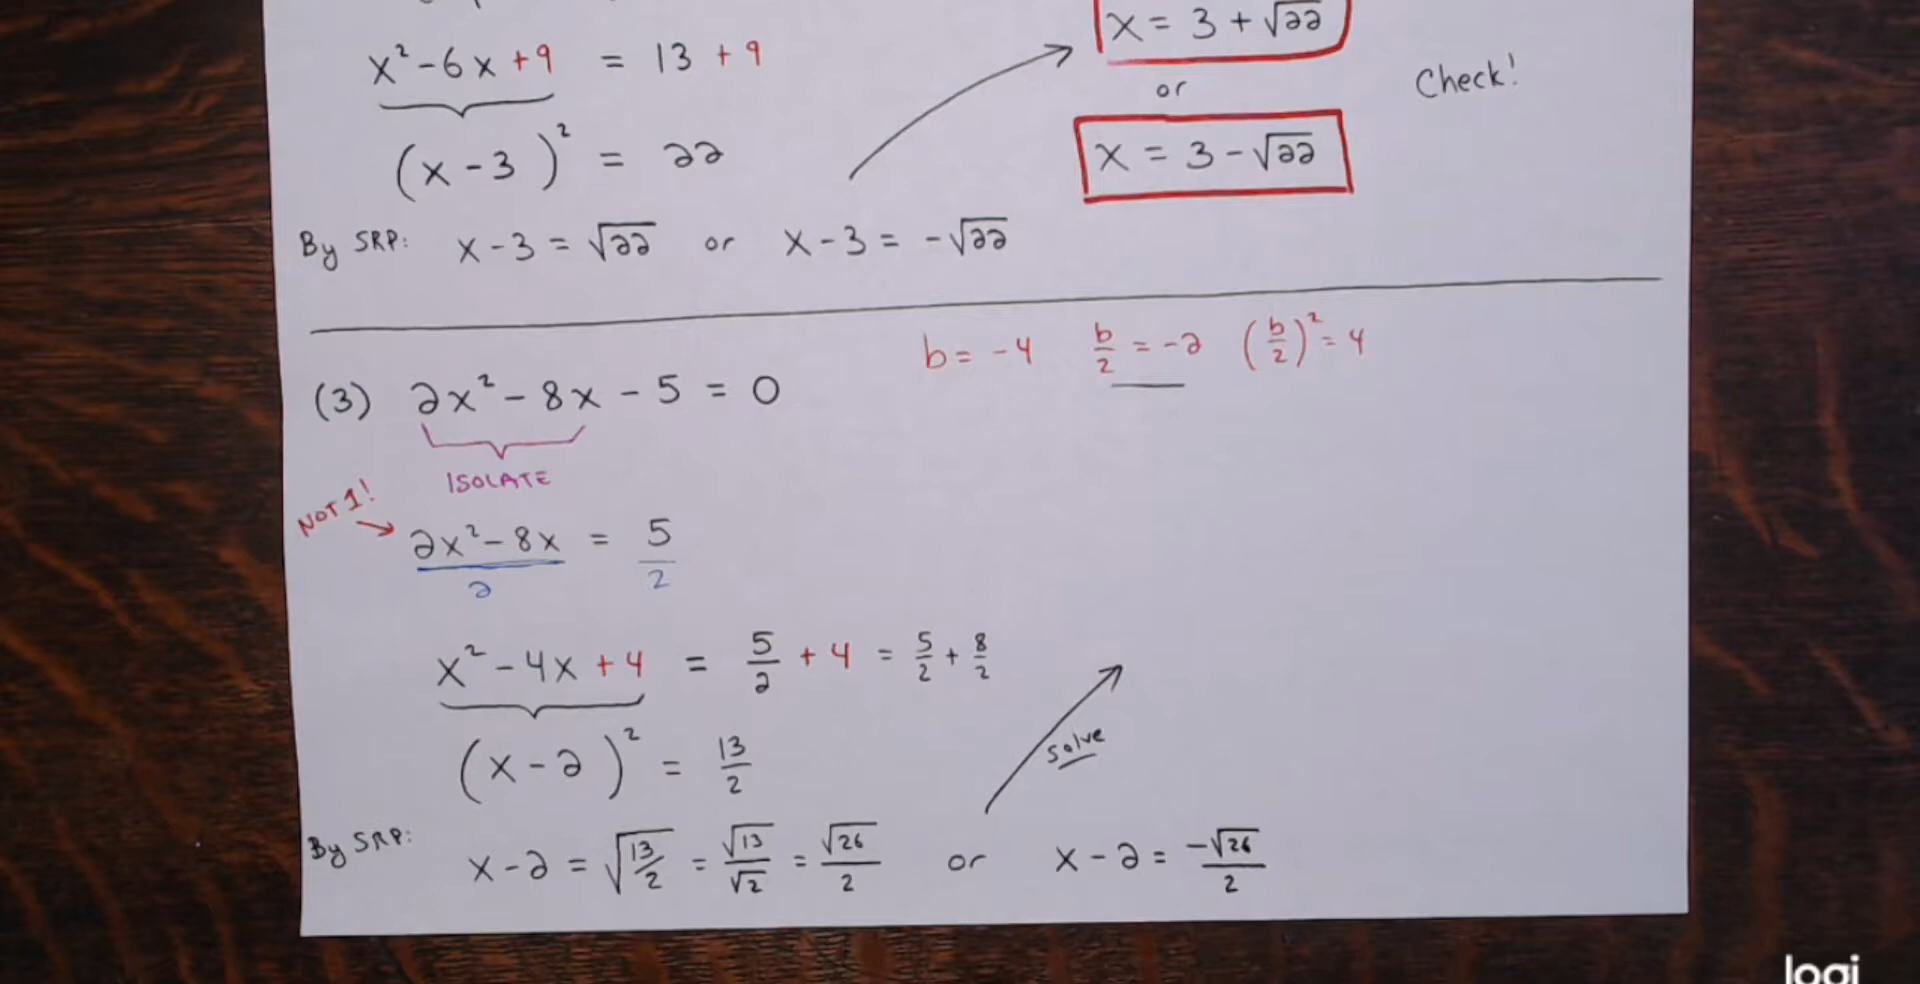 x = 3 + √22
x² - 6x + 9 = 13 + 9
or
Check!
(x - 3)² = 22
x = 3 - √22
By SRP: x - 3 = √22 or x - 3 = -√22
b = -4 b/2 = -2 (b/2)² = 4
(3) 2x² - 8x - 5 = 0
ISOLATE
NOT 1!
(2x² - 8x)/2 = 5/2
x² - 4x + 4 = 5/2 + 4 = 5/2 + 8/2
(x - 2)² = 13/2
solve
By SRP: x - 2 = √(13/2) = √13/√2 = √26/2 or x - 2 = -√26/2
logi